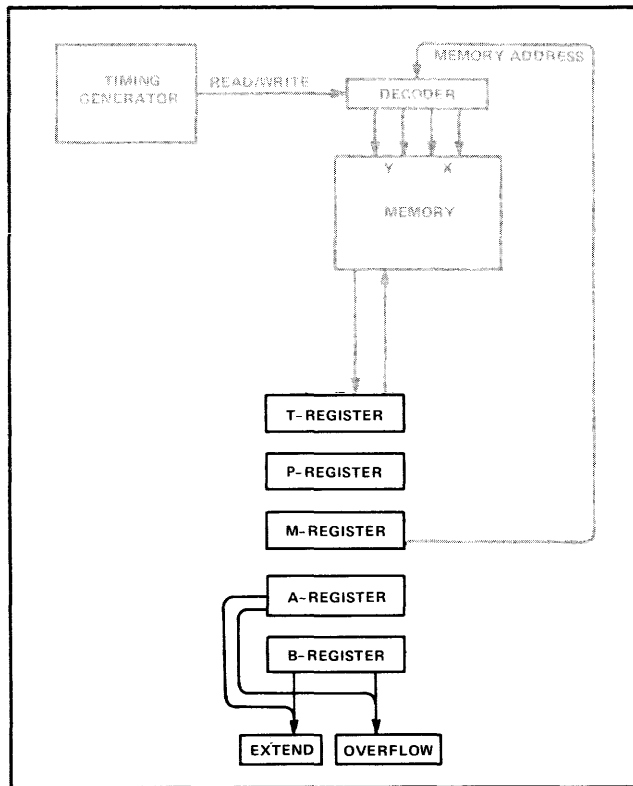 MEMORY ADDRESS
TIMING
GENERATOR
READ/WRITE
DECODER
Y X
MEMORY
T-REGISTER
P-REGISTER
M-REGISTER
A-REGISTER
B-REGISTER
EXTEND OVERFLOW